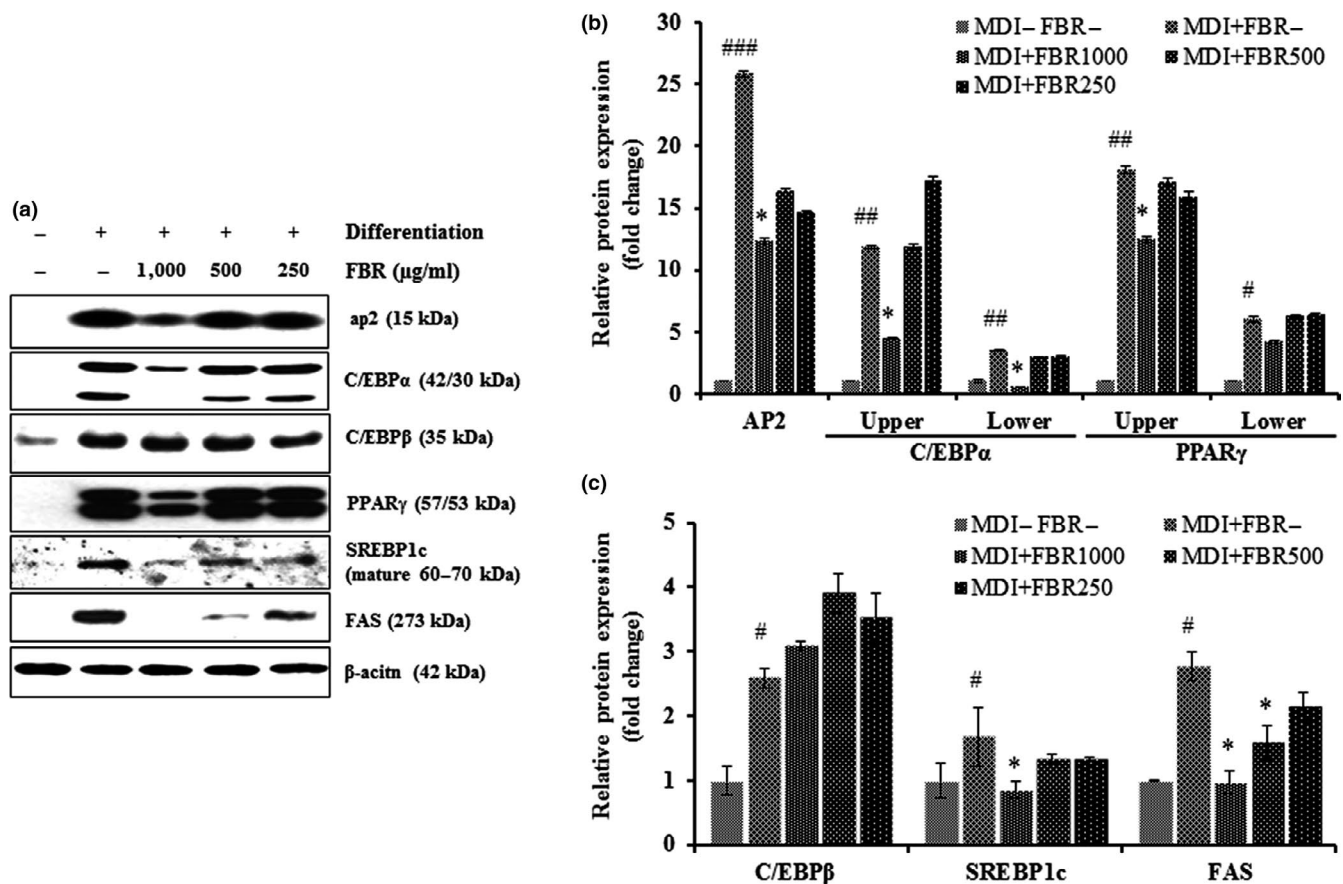 (a)
– + + + + Differentiation
– – 1,000 500 250 FBR (µg/ml)
ap2 (15 kDa)
C/EBPα (42/30 kDa)
C/EBPβ (35 kDa)
PPARγ (57/53 kDa)
SREBP1c
(mature 60–70 kDa)
FAS (273 kDa)
β-acitn (42 kDa)
(b)
Relative protein expression
(fold change)
30
25
20
15
10
5
0
MDI– FBR– MDI+FBR–
MDI+FBR1000 MDI+FBR500
MDI+FBR250
###
*
##
*
##
*
##
*
#
AP2 Upper Lower Upper Lower
C/EBPα PPARγ
(c)
Relative protein expression
(fold change)
5
4
3
2
1
0
MDI– FBR– MDI+FBR–
MDI+FBR1000 MDI+FBR500
MDI+FBR250
#
#
*
#
*
*
C/EBPβ SREBP1c FAS